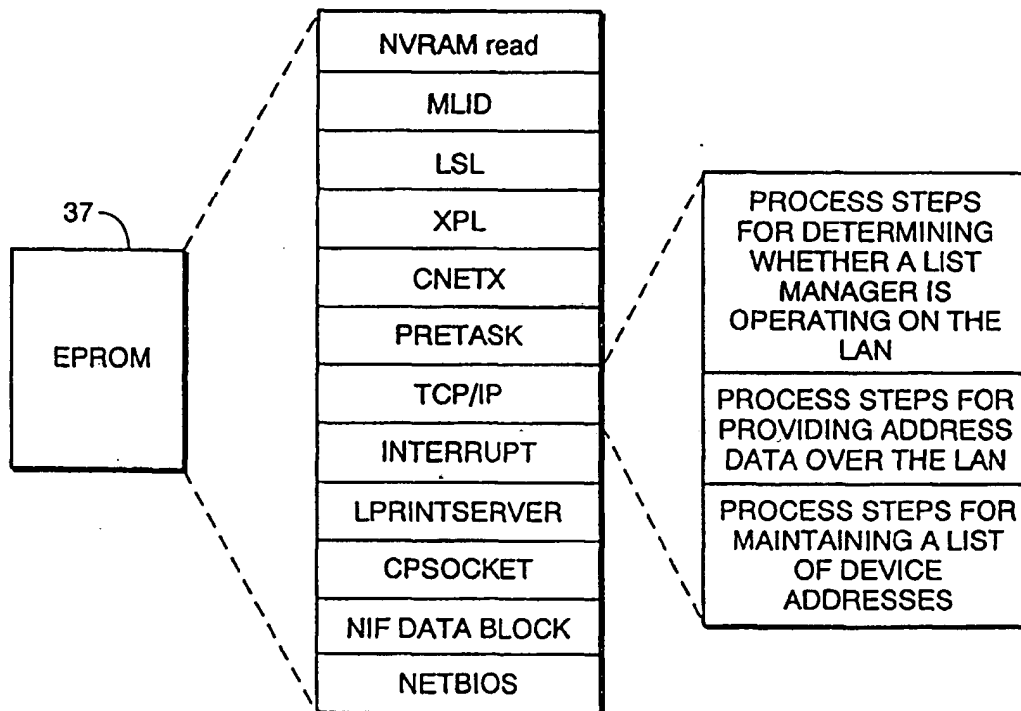 37
EPROM
NVRAM read
MLID
LSL
XPL
CNETX
PRETASK
TCP/IP
INTERRUPT
LPRINTSERVER
CPSOCKET
NIF DATA BLOCK
NETBIOS
PROCESS STEPS
FOR DETERMINING
WHETHER A LIST
MANAGER IS
OPERATING ON THE
LAN
PROCESS STEPS FOR
PROVIDING ADDRESS
DATA OVER THE LAN
PROCESS STEPS FOR
MAINTAINING A LIST
OF DEVICE
ADDRESSES